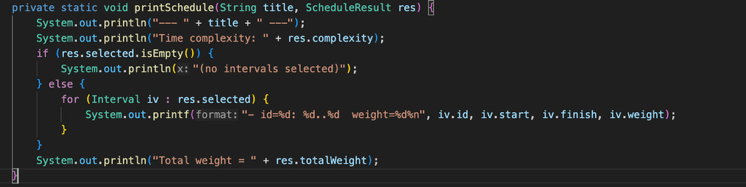 private static void printSchedule(String title, ScheduleResult res) {
    System.out.println("--- " + title + " ---");
    System.out.println("Time complexity: " + res.complexity);
    if (res.selected.isEmpty()) {
        System.out.println(x: "(no intervals selected)");
    } else {
        for (Interval iv : res.selected) {
            System.out.printf(format: "- id=%d: %d..%d  weight=%d%n", iv.id, iv.start, iv.finish, iv.weight);
        }
    }
    System.out.println("Total weight = " + res.totalWeight);
}